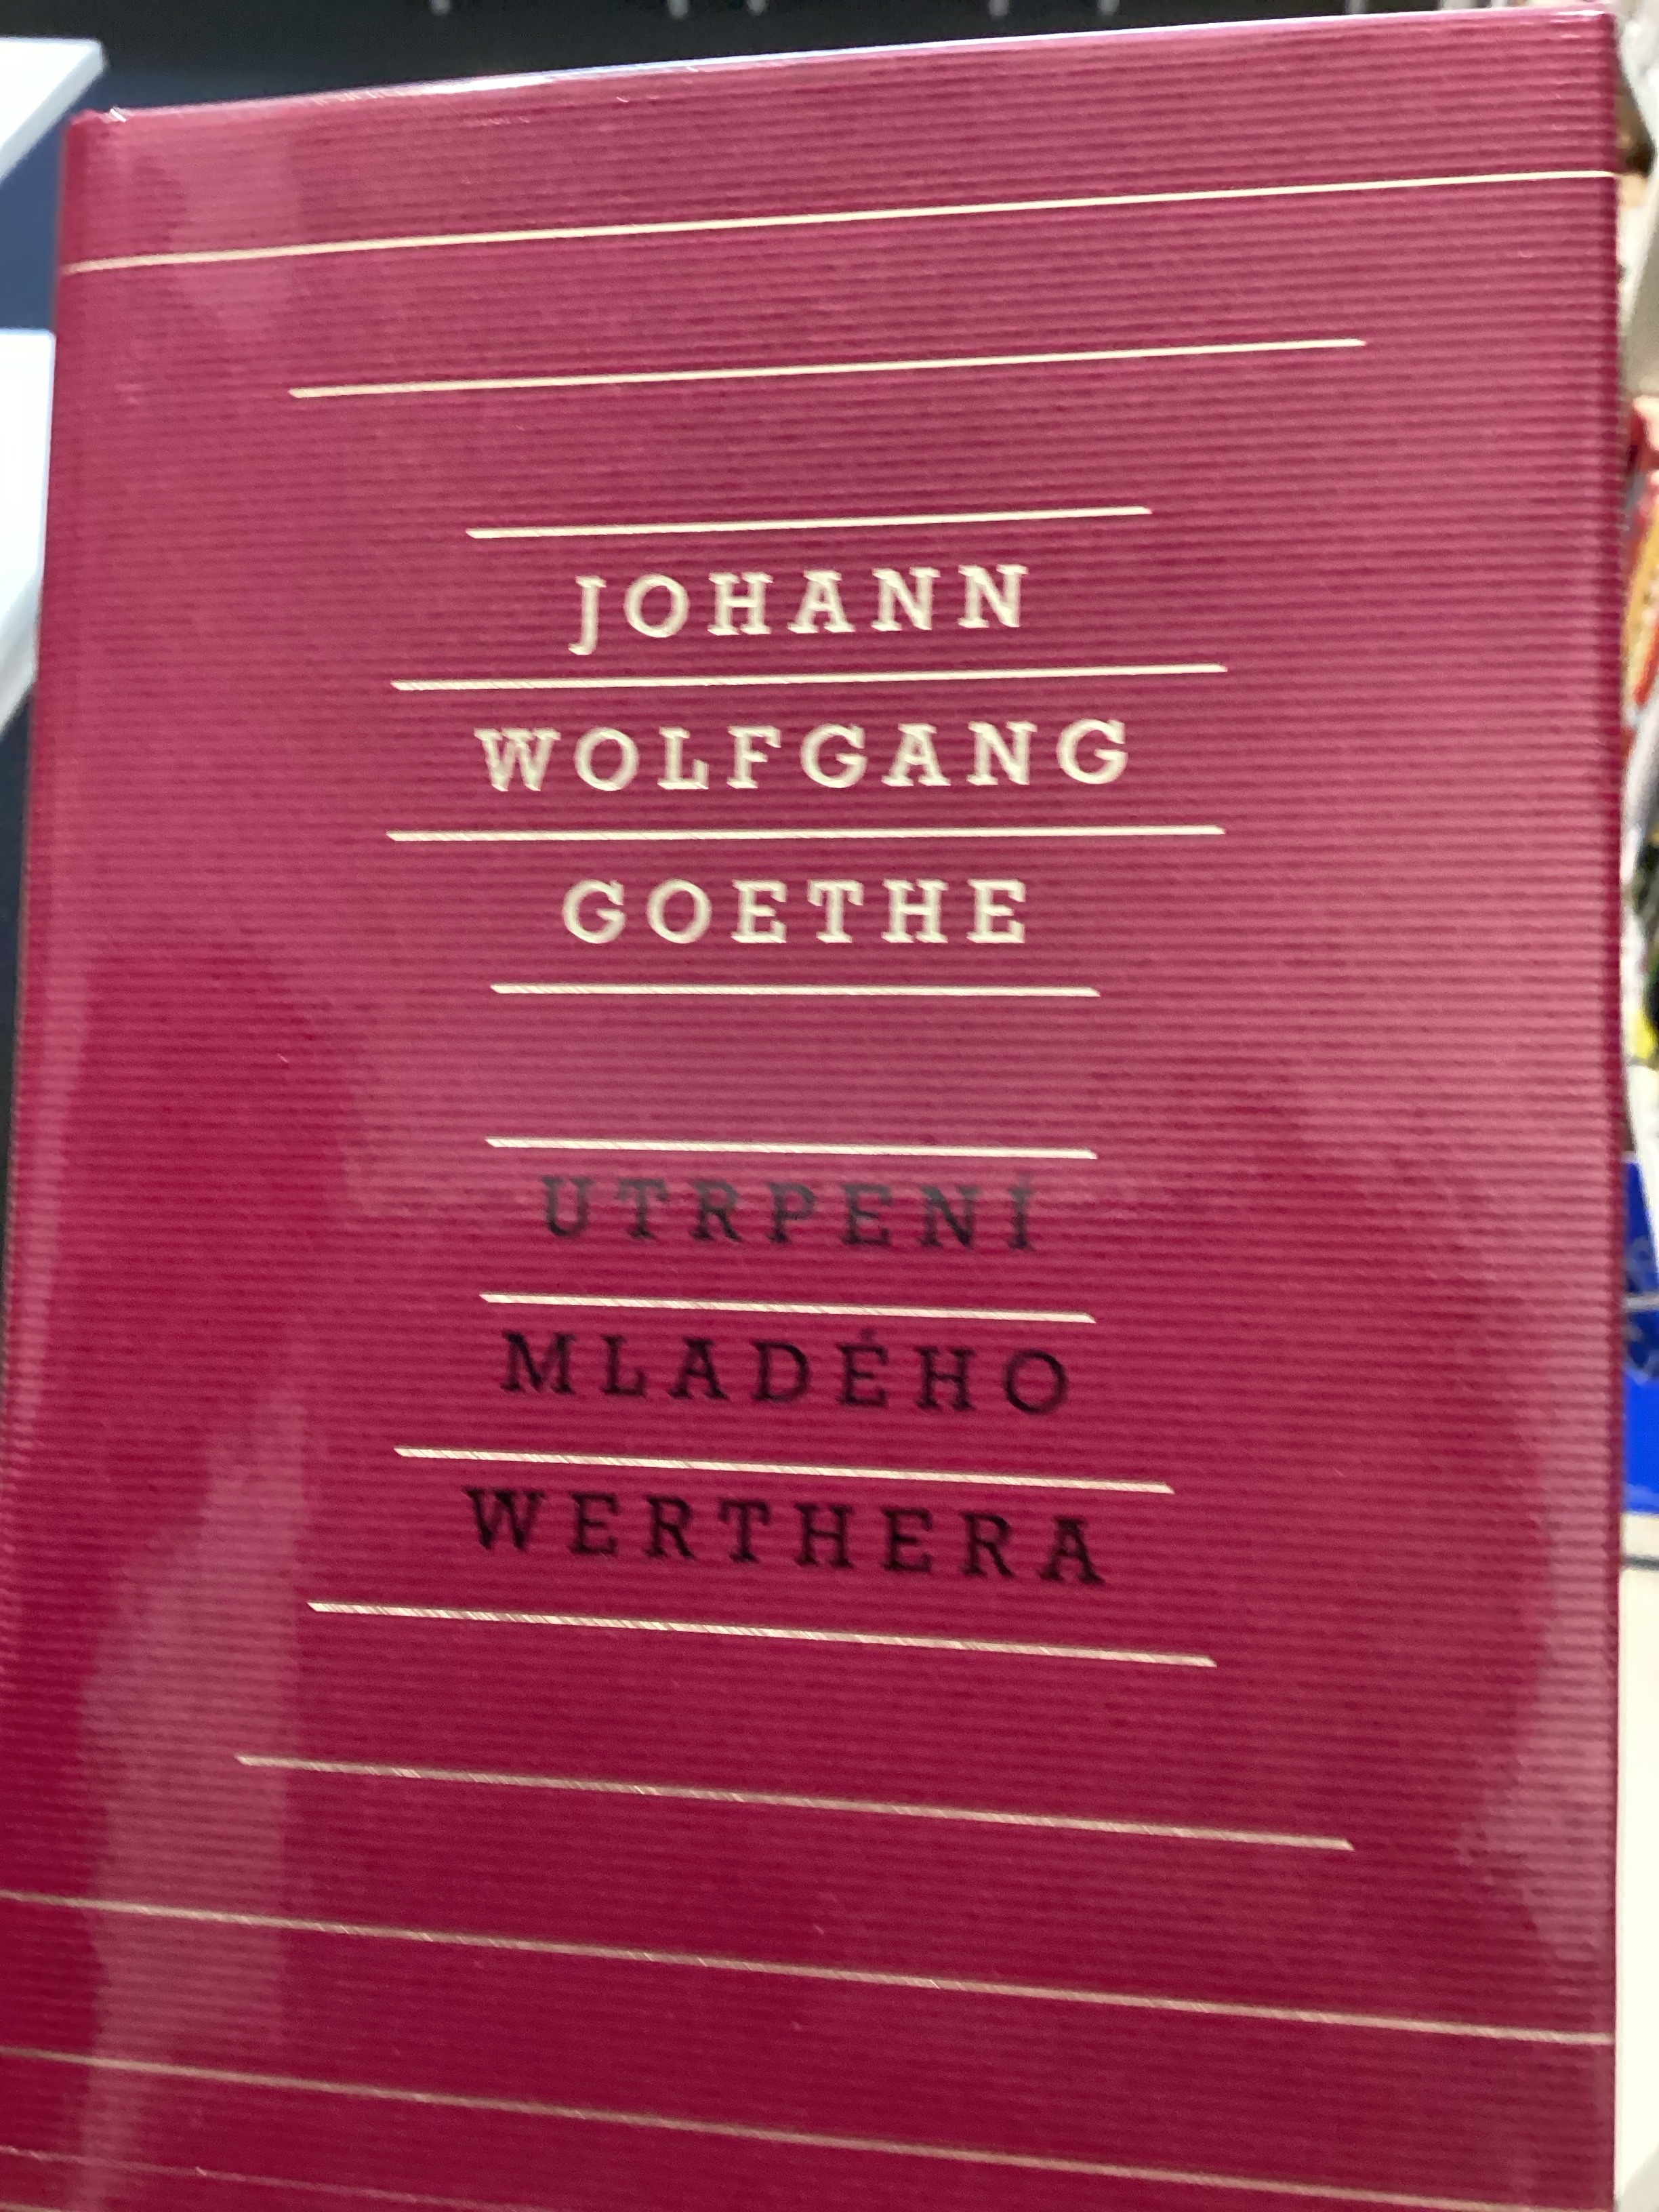 JOHANN
WOLFGANG
GOETHE
UTRPENÍ
MLADÉHO
WERTHERA